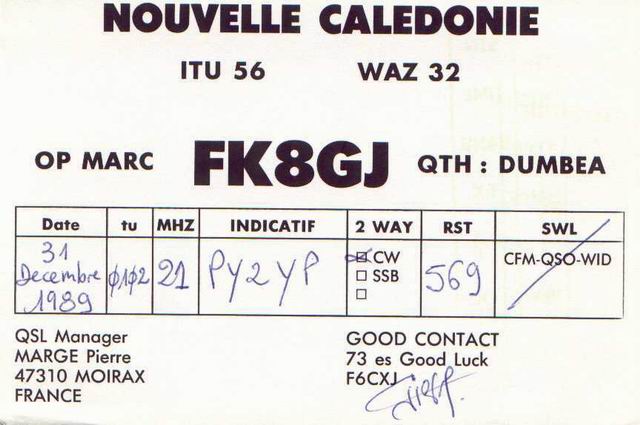 NOUVELLE CALEDONIE
ITU 56 WAZ 32
OP MARC FK8GJ QTH : DUMBEA
Date tu MHZ INDICATIF 2 WAY RST SWL
31 Decembre 1989 ∅1∅2 21 PY2YP CW 569 CFM-QSO-WID
SSB
QSL Manager
MARGE Pierre
47310 MOIRAX
FRANCE
GOOD CONTACT
73 es Good Luck
F6CXJ